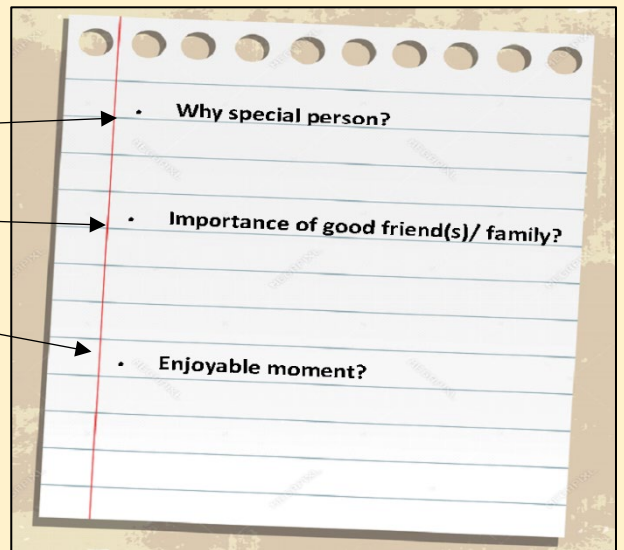 • Why special person?
• Importance of good friend(s)/ family?
• Enjoyable moment?